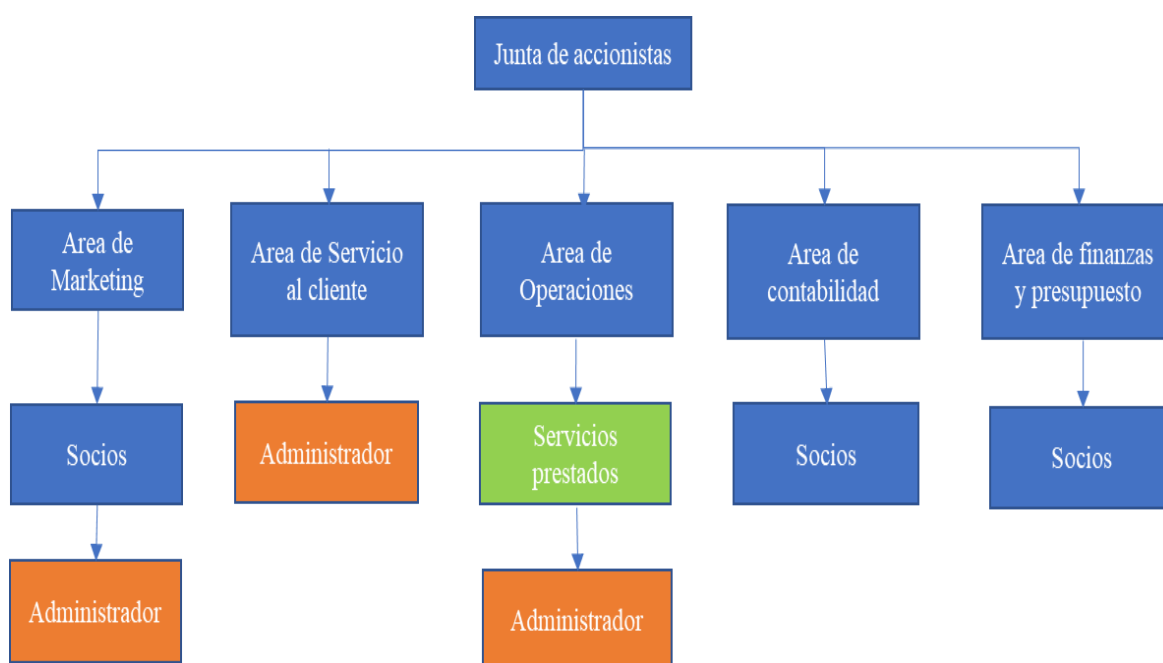 Junta de accionistas
Area de
Marketing
Area de Servicio
al cliente
Area de
Operaciones
Area de
contabilidad
Area de finanzas
y presupuesto
Socios
Administrador
Servicios
prestados
Socios
Socios
Administrador
Administrador